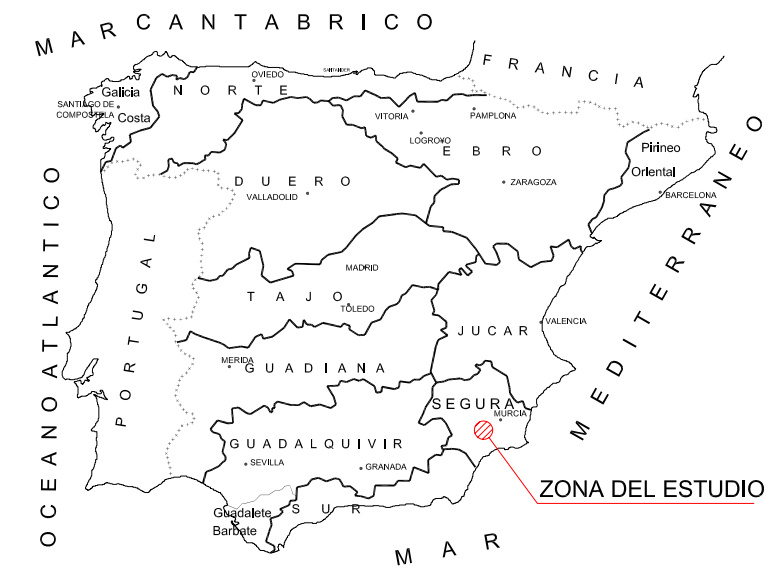 MAR CANTABRICO
FRANCIA
OVIEDO
SANTANDER
Galicia
Costa
NORTE
SANTIAGO DE
COMPOSTELA
VITORIA
PAMPLONA
LOGROVO
EBRO
Pirineo
Oriental
BARCELONA
DUERO
VALLADOLID
ZARAGOZA
OCEANO ATLANTICO
PORTUGAL
MEDITERRANEO
MADRID
TAJO
TOLEDO
JUCAR
VALENCIA
MERIDA
GUADIANA
SEGURA
MURCIA
GUADALQUIVIR
SEVILLA
GRANADA
ZONA DEL ESTUDIO
Guadalete
Barbate
SUR
MAR